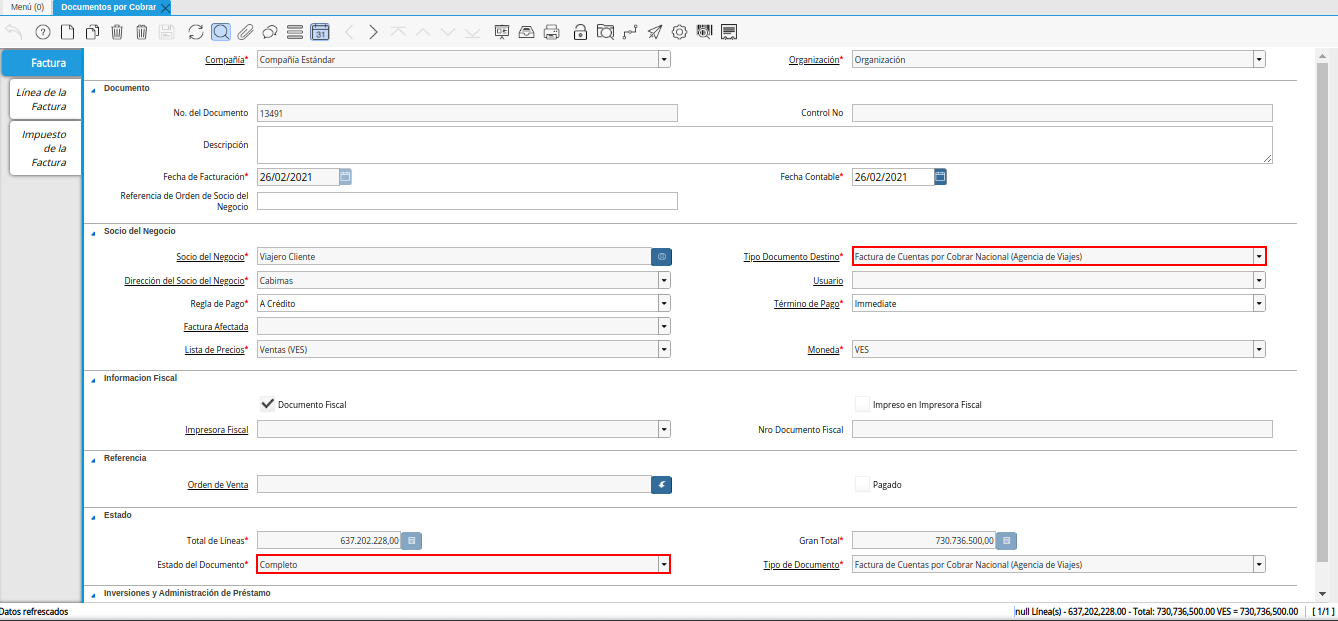 Menú (0)
Documentos por Cobrar
31
Factura
Línea de la
Factura
Impuesto
de la
Factura
Compañía* Compañía Estándar Organización* Organización
Documento
No. del Documento 13491 Control No
Descripción
Fecha de Facturación* 26/02/2021 Fecha Contable* 26/02/2021
Referencia de Orden de Socio del
Negocio
Socio del Negocio
Socio del Negocio* Viajero Cliente Tipo Documento Destino* Factura de Cuentas por Cobrar Nacional (Agencia de Viajes)
Dirección del Socio del Negocio* Cabimas Usuario
Regla de Pago* A Crédito Término de Pago* Immediate
Factura Afectada
Lista de Precios* Ventas (VES) Moneda* VES
Informacion Fiscal
Documento Fiscal Impreso en Impresora Fiscal
Impresora Fiscal Nro Documento Fiscal
Referencia
Orden de Venta Pagado
Estado
Total de Líneas* 637.202.228,00 Gran Total* 730.736.500,00
Estado del Documento* Completo Tipo de Documento* Factura de Cuentas por Cobrar Nacional (Agencia de Viajes)
Inversiones y Administración de Préstamo
Datos refrescados null Línea(s) - 637,202,228.00 - Total: 730,736,500.00 VES = 730,736,500.00 [ 1/1 ]